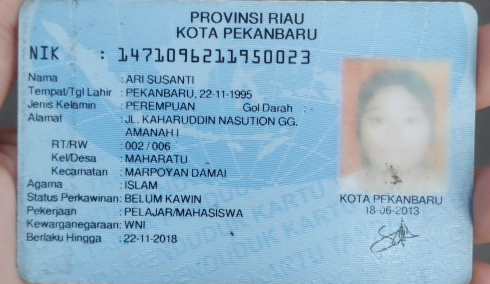 PROVINSI RIAU
KOTA PEKANBARU
NIK : 1471096211950023
Nama : ARI SUSANTI
Tempat/Tgl Lahir : PEKANBARU, 22-11-1995
Jenis Kelamin : PEREMPUAN Gol Darah : -
Alamat : JL. KAHARUDDIN NASUTION GG.
AMANAH I
RT/RW : 002 / 006
Kel/Desa : MAHARATU
Kecamatan : MARPOYAN DAMAI
Agama : ISLAM
Status Perkawinan: BELUM KAWIN
Pekerjaan : PELAJAR/MAHASISWA
Kewarganegaraan: WNI
Berlaku Hingga : 22-11-2018
KOTA PEKANBARU
18-06-2013